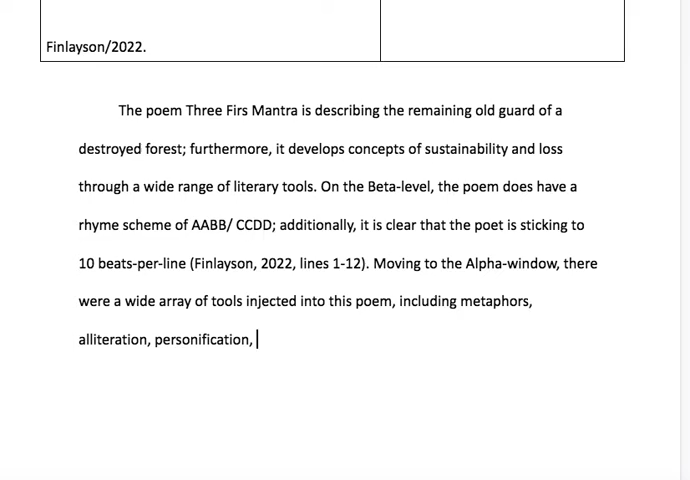 Finlayson/2022.
The poem Three Firs Mantra is describing the remaining old guard of a
destroyed forest; furthermore, it develops concepts of sustainability and loss
through a wide range of literary tools. On the Beta-level, the poem does have a
rhyme scheme of AABB/ CCDD; additionally, it is clear that the poet is sticking to
10 beats-per-line (Finlayson, 2022, lines 1-12). Moving to the Alpha-window, there
were a wide array of tools injected into this poem, including metaphors,
alliteration, personification,